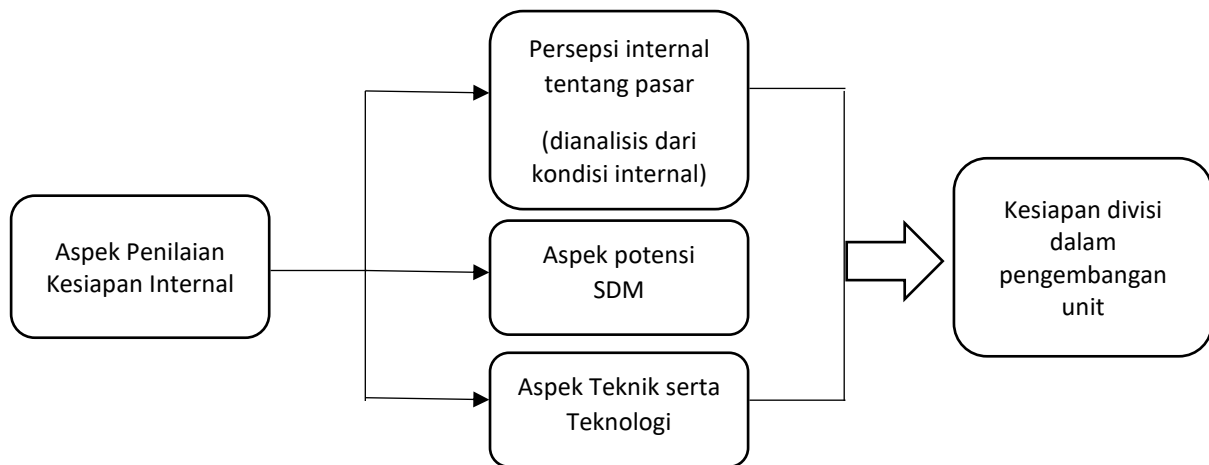 Aspek Penilaian
Kesiapan Internal
Persepsi internal
tentang pasar
(dianalisis dari
kondisi internal)
Aspek potensi
SDM
Aspek Teknik serta
Teknologi
Kesiapan divisi
dalam
pengembangan
unit